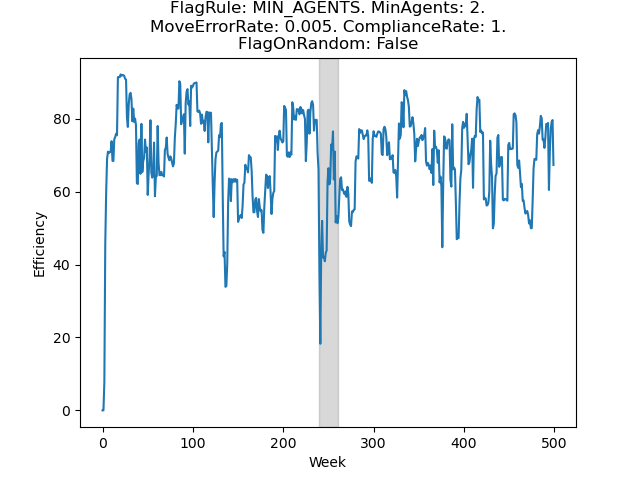 FlagRule: MIN_AGENTS. MinAgents: 2.
MoveErrorRate: 0.005. ComplianceRate: 1.
FlagOnRandom: False
Efficiency
80
60
40
20
0
0 100 200 300 400 500
Week